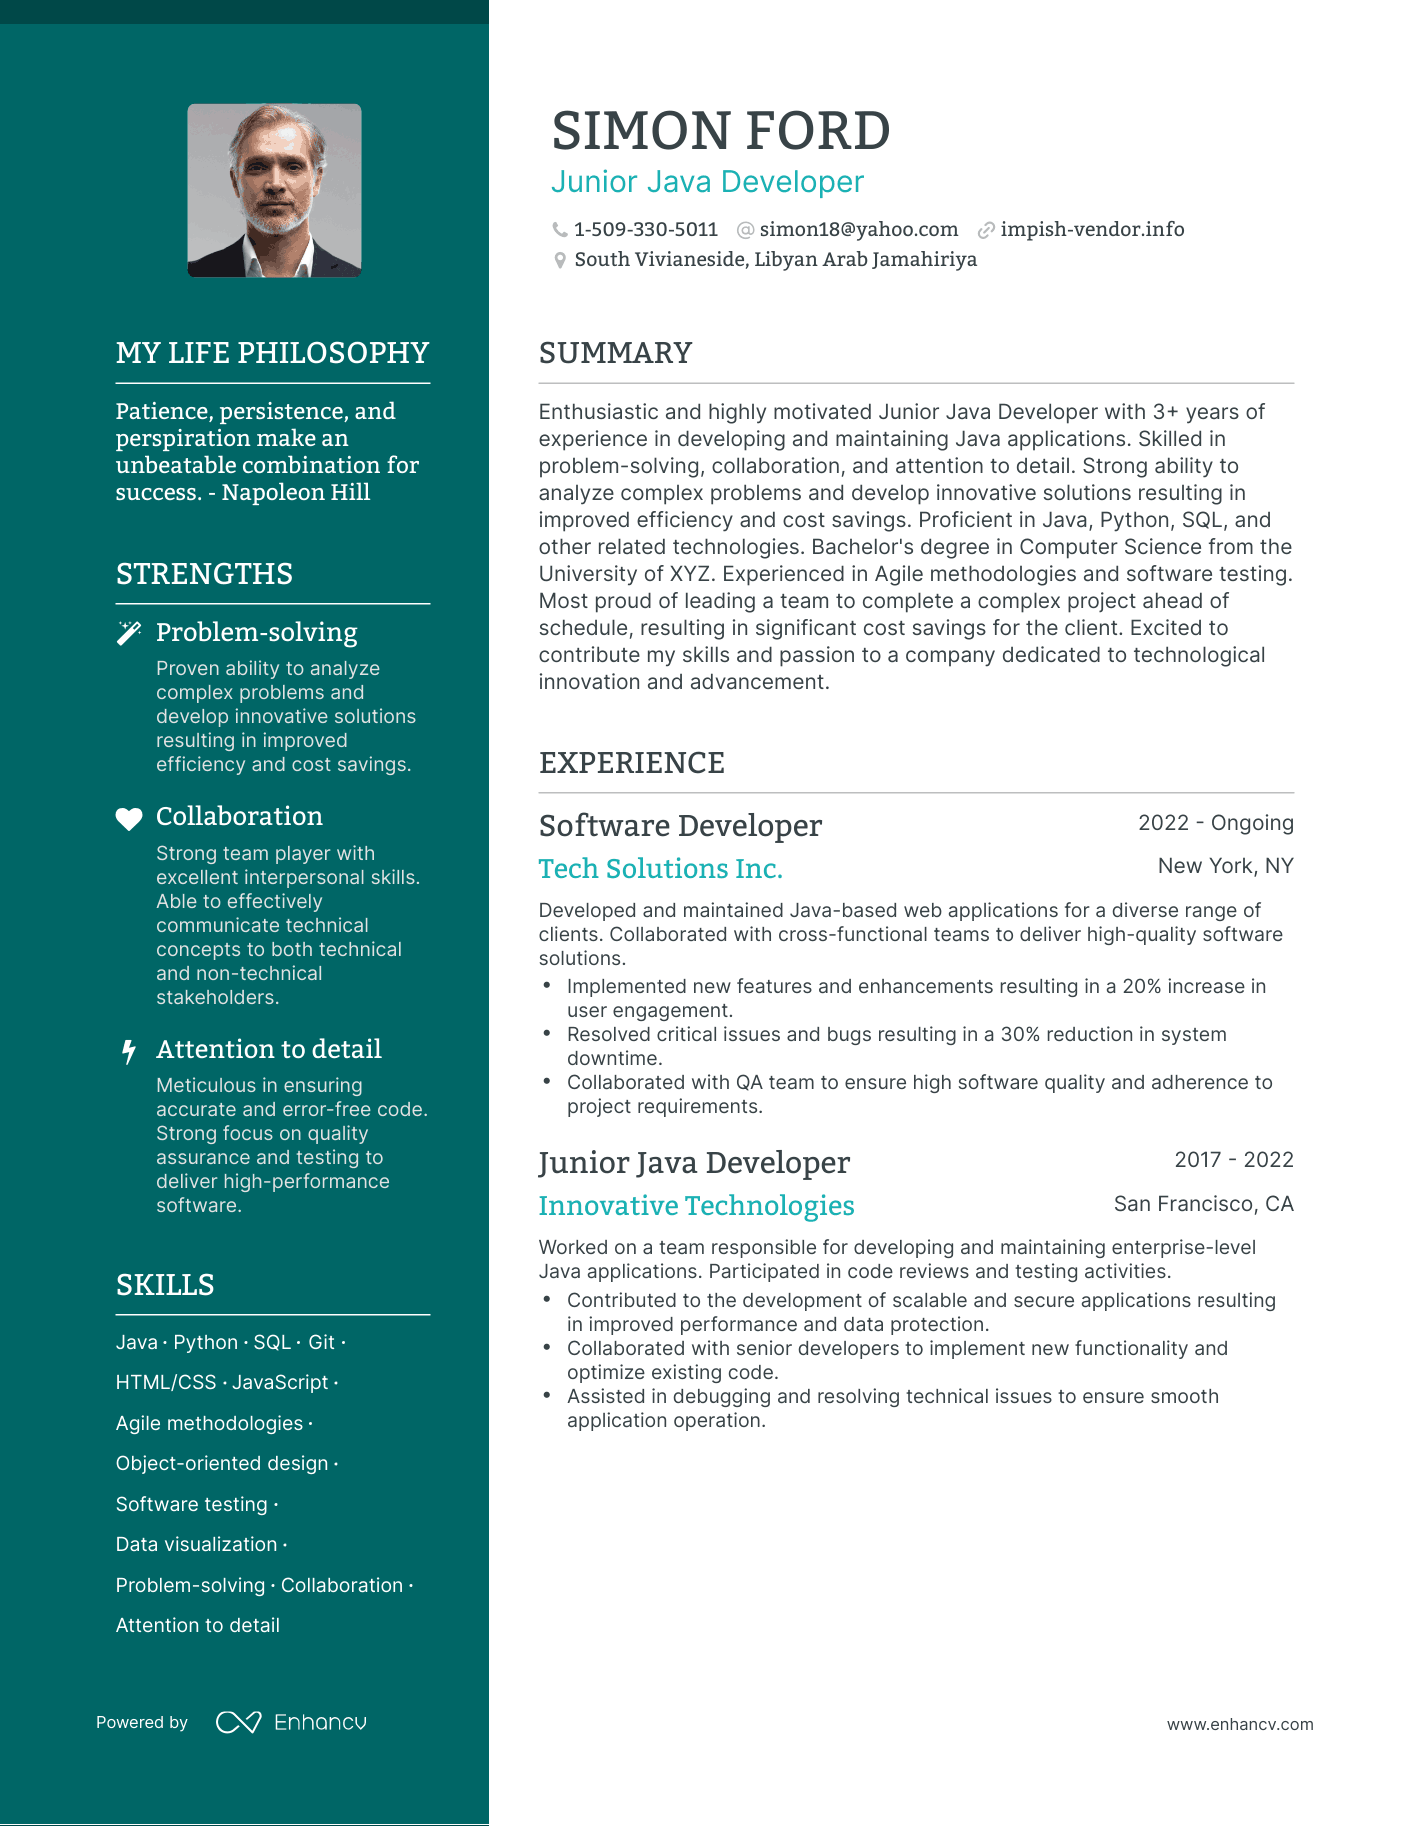 SIMON FORD
Junior Java Developer
1-509-330-5011 @ simon18@yahoo.com impish-vendor.info
South Vivianeside, Libyan Arab Jamahiriya
MY LIFE PHILOSOPHY
Patience, persistence, and
perspiration make an
unbeatable combination for
success. - Napoleon Hill
STRENGTHS
Problem-solving
Proven ability to analyze
complex problems and
develop innovative solutions
resulting in improved
efficiency and cost savings.
Collaboration
Strong team player with
excellent interpersonal skills.
Able to effectively
communicate technical
concepts to both technical
and non-technical
stakeholders.
Attention to detail
Meticulous in ensuring
accurate and error-free code.
Strong focus on quality
assurance and testing to
deliver high-performance
software.
SKILLS
Java · Python · SQL · Git ·
HTML/CSS · JavaScript ·
Agile methodologies ·
Object-oriented design ·
Software testing ·
Data visualization ·
Problem-solving · Collaboration ·
Attention to detail
SUMMARY
Enthusiastic and highly motivated Junior Java Developer with 3+ years of
experience in developing and maintaining Java applications. Skilled in
problem-solving, collaboration, and attention to detail. Strong ability to
analyze complex problems and develop innovative solutions resulting in
improved efficiency and cost savings. Proficient in Java, Python, SQL, and
other related technologies. Bachelor's degree in Computer Science from the
University of XYZ. Experienced in Agile methodologies and software testing.
Most proud of leading a team to complete a complex project ahead of
schedule, resulting in significant cost savings for the client. Excited to
contribute my skills and passion to a company dedicated to technological
innovation and advancement.
EXPERIENCE
Software Developer 2022 - Ongoing
Tech Solutions Inc. New York, NY
Developed and maintained Java-based web applications for a diverse range of
clients. Collaborated with cross-functional teams to deliver high-quality software
solutions.
• Implemented new features and enhancements resulting in a 20% increase in
user engagement.
• Resolved critical issues and bugs resulting in a 30% reduction in system
downtime.
• Collaborated with QA team to ensure high software quality and adherence to
project requirements.
Junior Java Developer 2017 - 2022
Innovative Technologies San Francisco, CA
Worked on a team responsible for developing and maintaining enterprise-level
Java applications. Participated in code reviews and testing activities.
• Contributed to the development of scalable and secure applications resulting
in improved performance and data protection.
• Collaborated with senior developers to implement new functionality and
optimize existing code.
• Assisted in debugging and resolving technical issues to ensure smooth
application operation.
Powered by Enhancv
www.enhancv.com